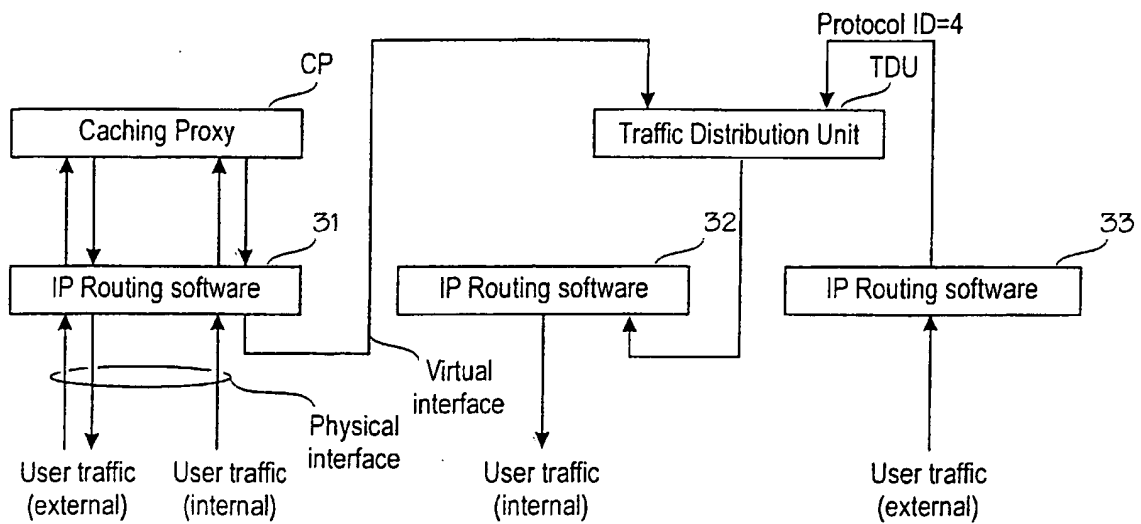 Protocol ID=4
CP
TDU
Caching Proxy
Traffic Distribution Unit
31
32
33
IP Routing software
IP Routing software
IP Routing software
Virtual
interface
Physical
interface
User traffic
(external)
User traffic
(internal)
User traffic
(internal)
User traffic
(external)